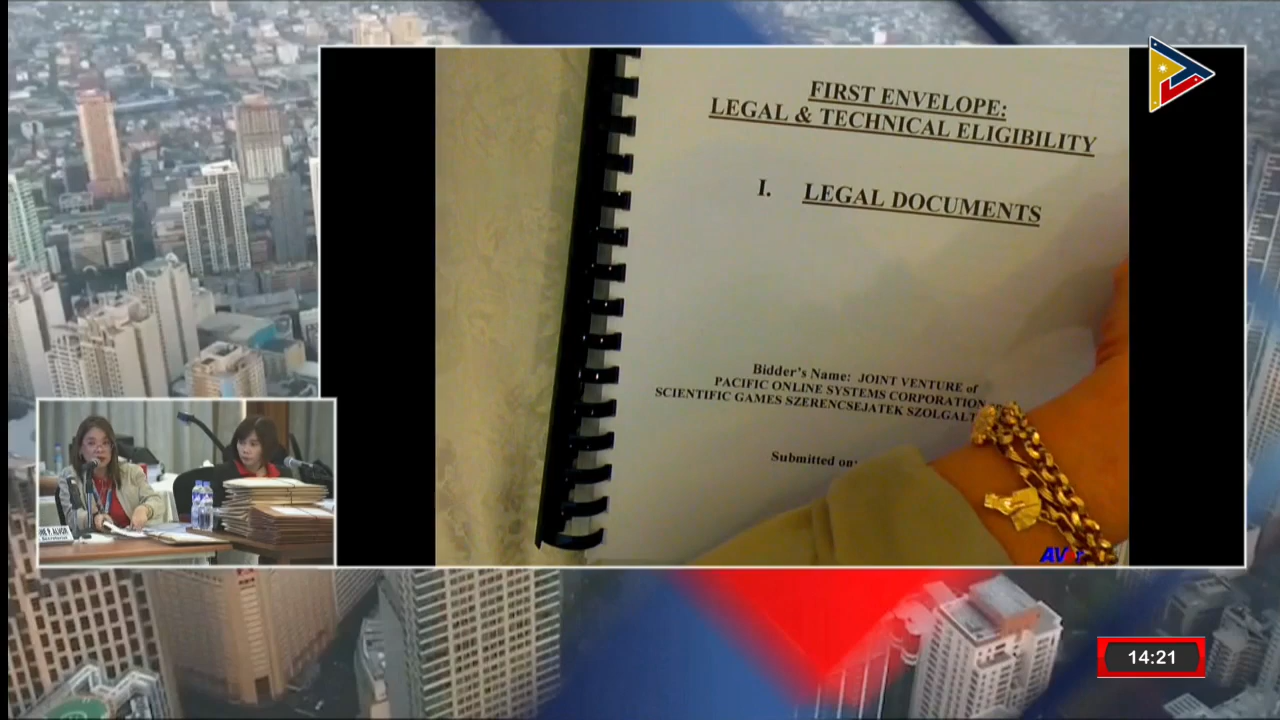 FIRST ENVELOPE:
LEGAL & TECHNICAL ELIGIBILITY
I. LEGAL DOCUMENTS
Bidder's Name: JOINT VENTURE of
PACIFIC ONLINE SYSTEMS CORPORATION
SCIENTIFIC GAMES SZERENCSEJATEK SZOLGALT
Submitted on:
14:21